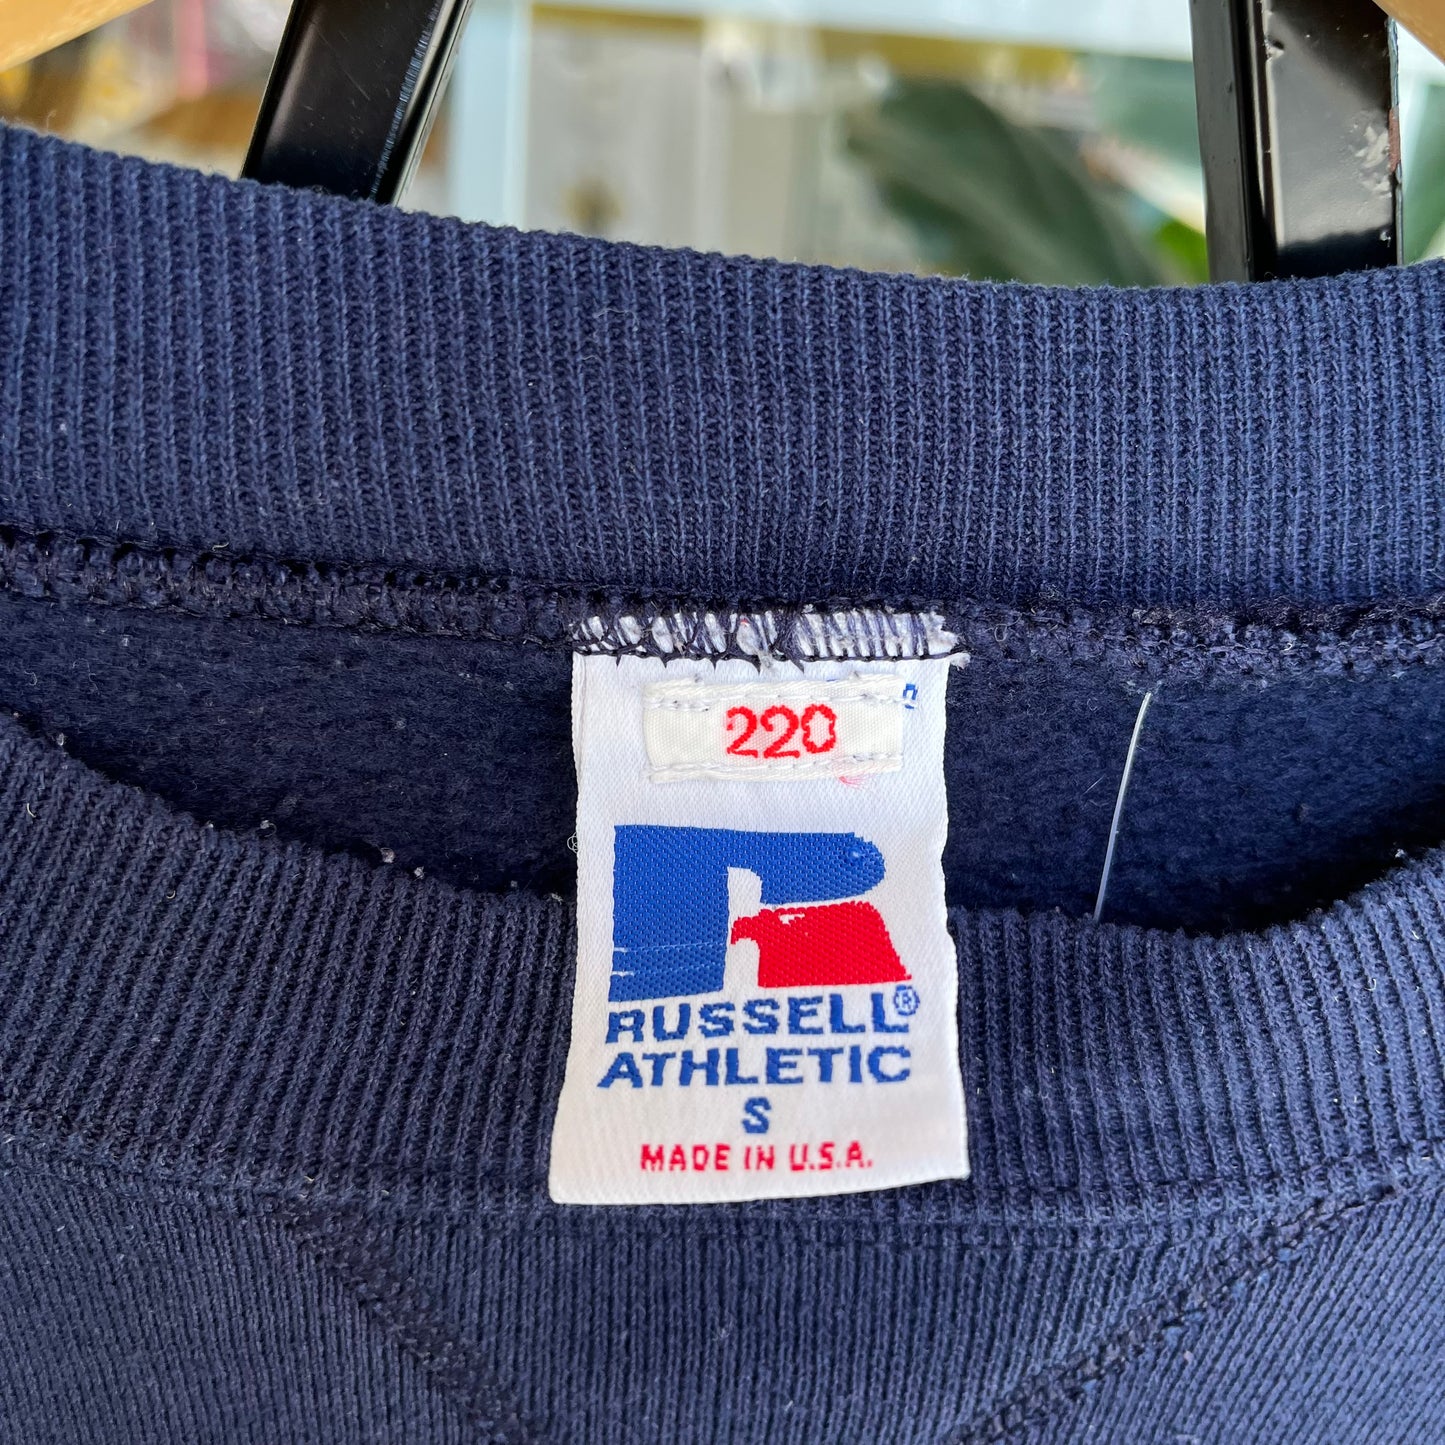 220
RUSSELL®
ATHLETIC
S
MADE IN U.S.A.